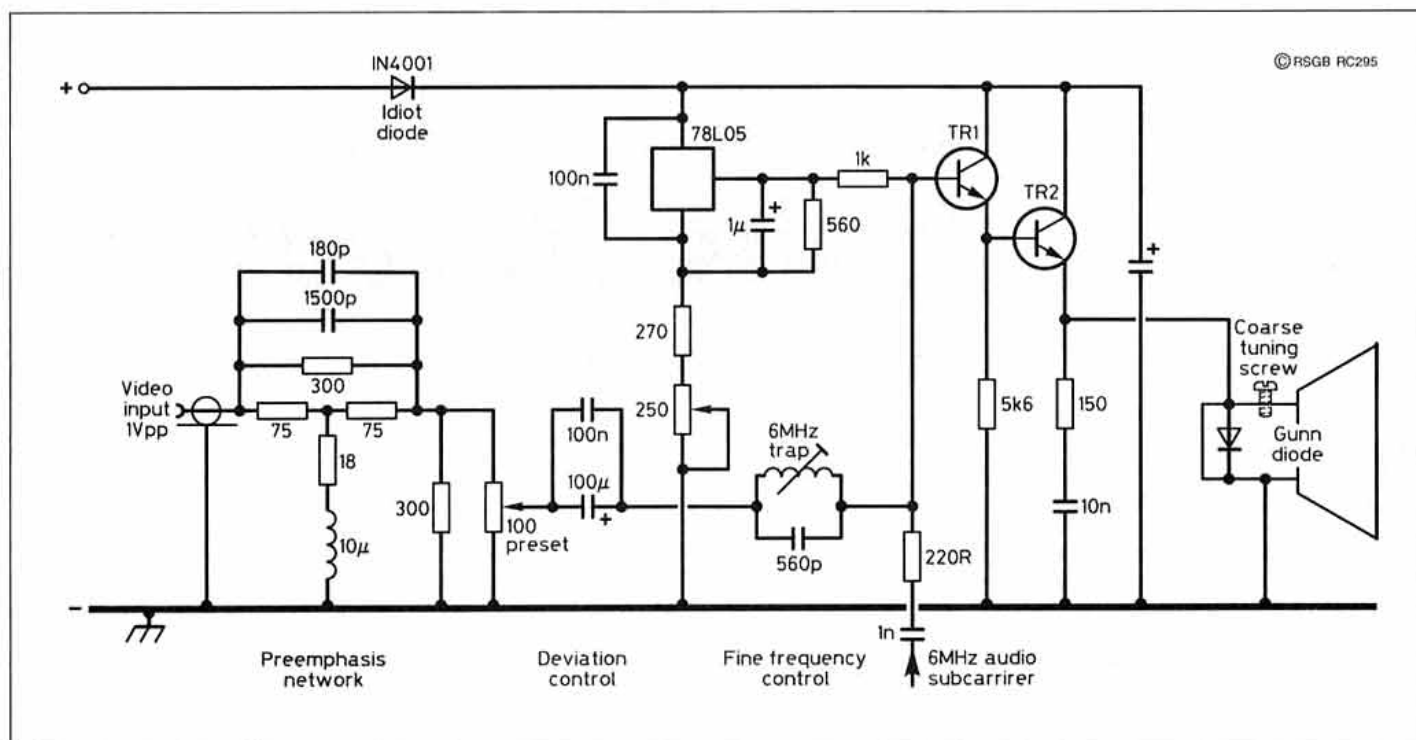 IN4001
©RSGB RC295
+
Idiot
diode
78L05
TR1
1k
100n
TR2
+
1μ
560
+
180p
1500p
270
Coarse
tuning
screw
300
Video
input
1Vpp
75
75
250
5k6
150
100n
6MHz
trap
Gunn
diode
18
100μ
+
300
100
preset
10n
10μ
560p
220R
-
1n
Preemphasis
network
Deviation
control
Fine frequency
control
6MHz audio
subcarrirer